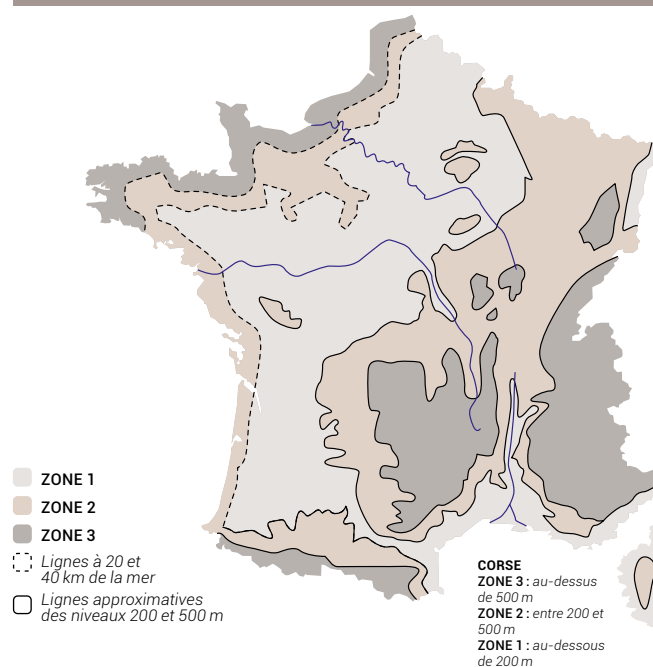 ZONE 1
ZONE 2
ZONE 3
Lignes à 20 et
40 km de la mer
Lignes approximatives
des niveaux 200 et 500 m
CORSE
ZONE 3 : au-dessus
de 500 m
ZONE 2 : entre 200 et
500 m
ZONE 1 : au-dessous
de 200 m